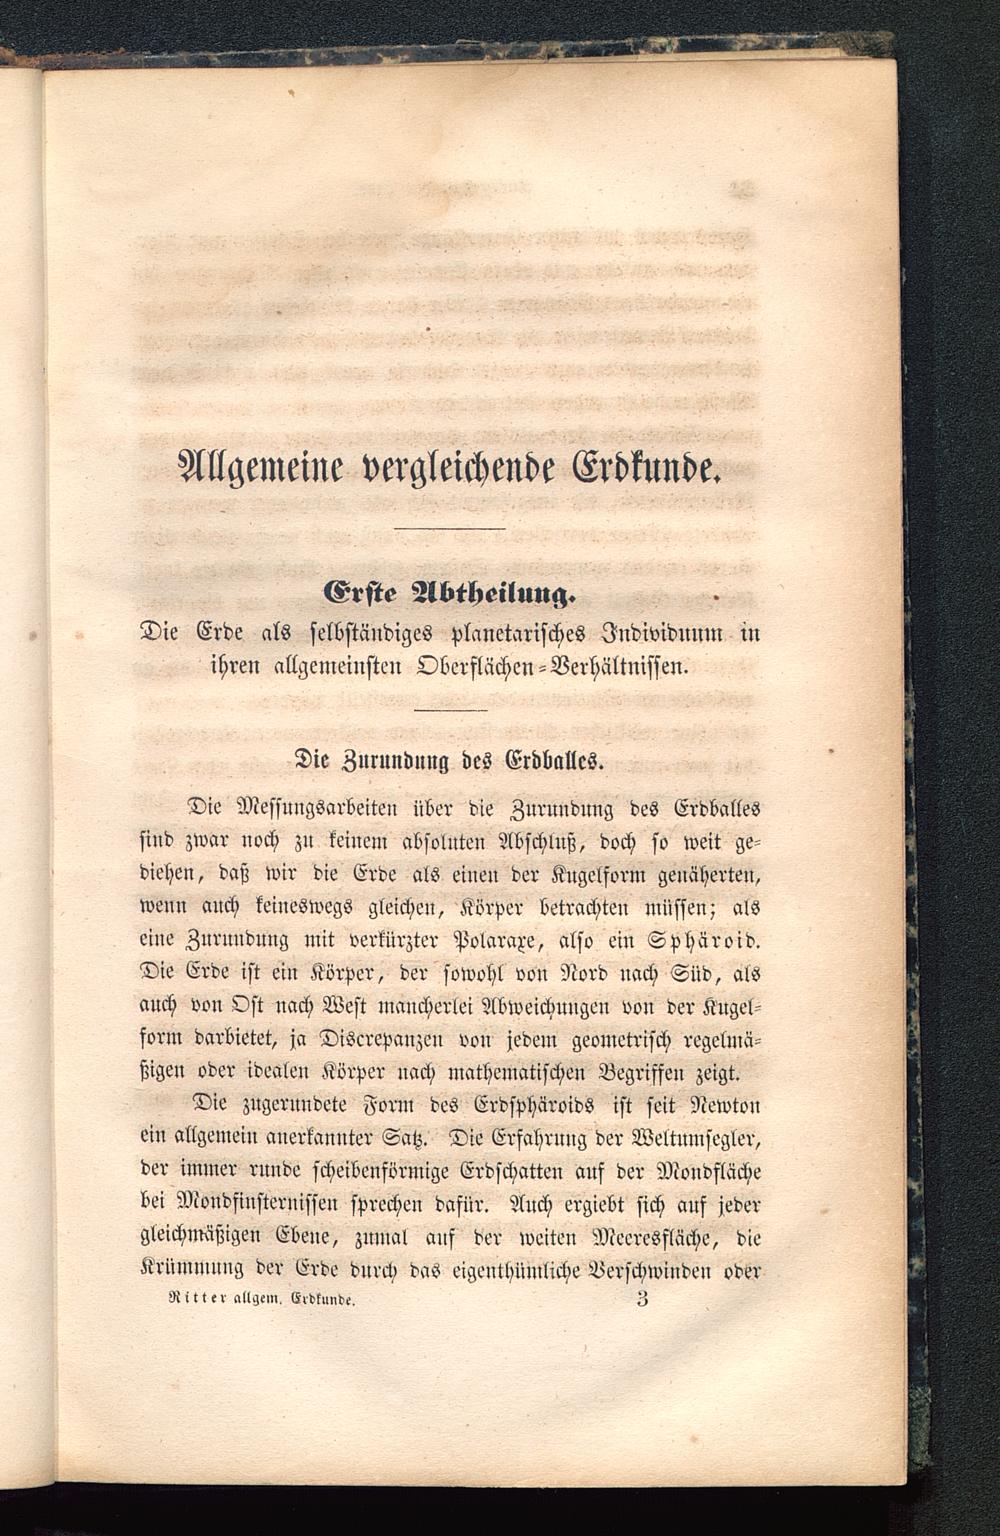 Allgemeine vergleichende Erdkunde.
Erste Abtheilung.
Die Erde als selbständiges planetarisches Individuum in
ihren allgemeinsten Oberflächen-Verhältnissen.
Die Zurundung des Erdballes.
Die Messungsarbeiten über die Zurundung des Erdballes
sind zwar noch zu keinem absoluten Abschluß, doch so weit ge-
diehen, daß wir die Erde als einen der Kugelform genäherten,
wenn auch keineswegs gleichen, Körper betrachten müssen; als
eine Zurundung mit verkürzter Polaraxe, also ein Sphäroid.
Die Erde ist ein Körper, der sowohl von Nord nach Süd, als
auch von Ost nach West mancherlei Abweichungen von der Kugel-
form darbietet, ja Discrepanzen von jedem geometrisch regelmä-
ßigen oder idealen Körper nach mathematischen Begriffen zeigt.
Die zugerundete Form des Erdsphäroids ist seit Newton
ein allgemein anerkannter Satz. Die Erfahrung der Weltumsegler,
der immer runde scheibenförmige Erdschatten auf der Mondfläche
bei Mondfinsternissen sprechen dafür. Auch ergiebt sich auf jeder
gleichmäßigen Ebene, zumal auf der weiten Meeresfläche, die
Krümmung der Erde durch das eigenthümliche Verschwinden oder
Ritter allgem. Erdkunde. 3